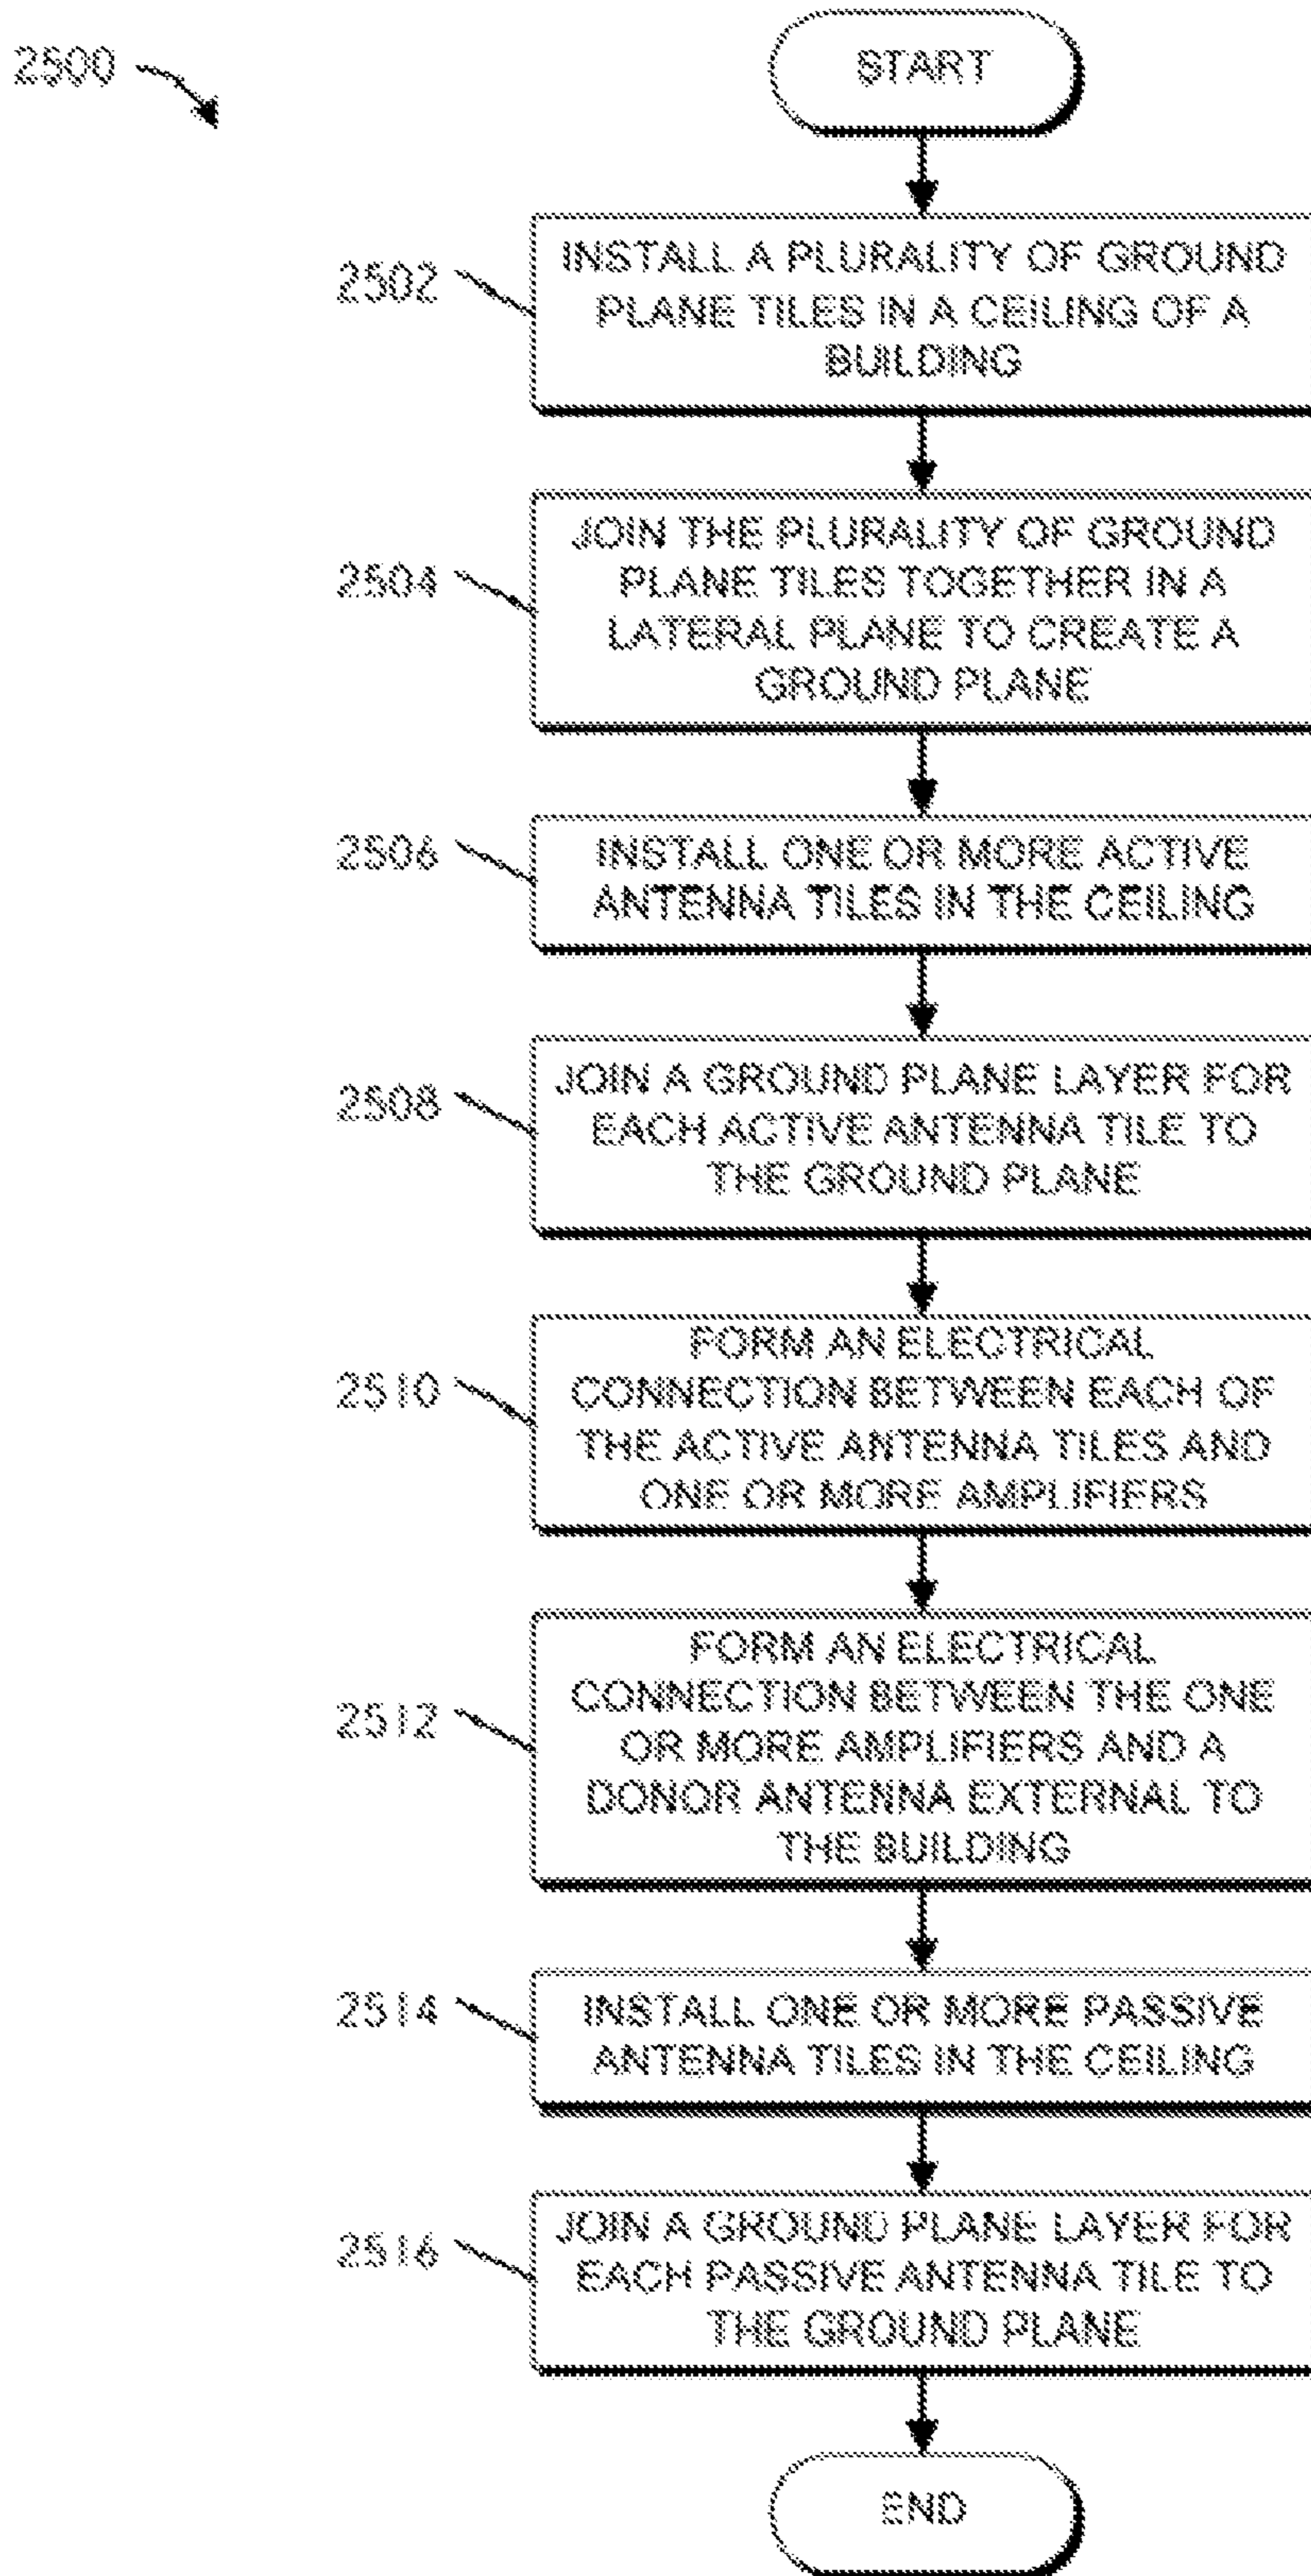 2500
START
2502
INSTALL A PLURALITY OF GROUND
PLANE TILES IN A CEILING OF A
BUILDING
2504
JOIN THE PLURALITY OF GROUND
PLANE TILES TOGETHER IN A
LATERAL PLANE TO CREATE A
GROUND PLANE
2506
INSTALL ONE OR MORE ACTIVE
ANTENNA TILES IN THE CEILING
2508
JOIN A GROUND PLANE LAYER FOR
EACH ACTIVE ANTENNA TILE TO
THE GROUND PLANE
2510
FORM AN ELECTRICAL
CONNECTION BETWEEN EACH OF
THE ACTIVE ANTENNA TILES AND
ONE OR MORE AMPLIFIERS
2512
FORM AN ELECTRICAL
CONNECTION BETWEEN THE ONE
OR MORE AMPLIFIERS AND A
DONOR ANTENNA EXTERNAL TO
THE BUILDING
2514
INSTALL ONE OR MORE PASSIVE
ANTENNA TILES IN THE CEILING
2516
JOIN A GROUND PLANE LAYER FOR
EACH PASSIVE ANTENNA TILE TO
THE GROUND PLANE
END